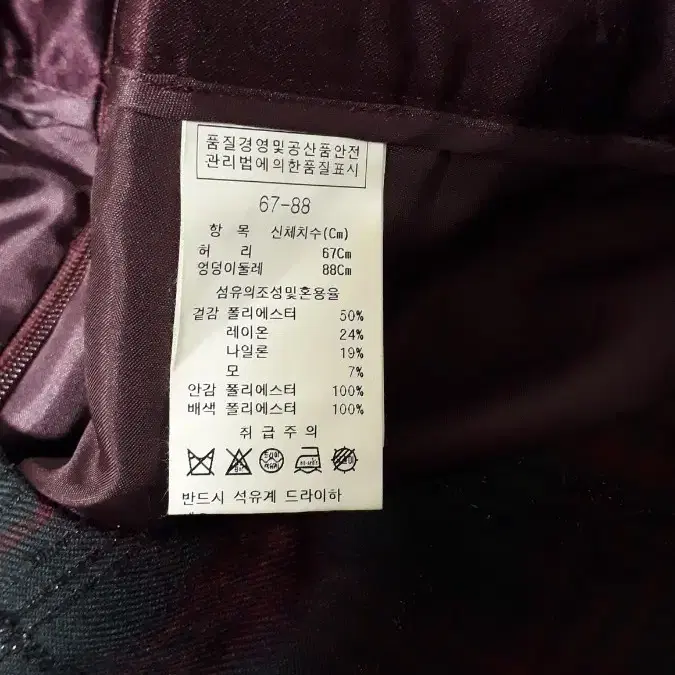 품질경영및공산품안전
관리법에의한품질표시
67-88
항 목 신체치수(Cm)
허 리 67Cm
엉덩이둘레 88Cm
섬유의조성및혼용율
겉감 폴리에스터 50%
레이온 24%
나일론 19%
모 7%
안감 폴리에스터 100%
배색 폴리에스터 100%
취 급 주 의
반드시 석유계 드라이하